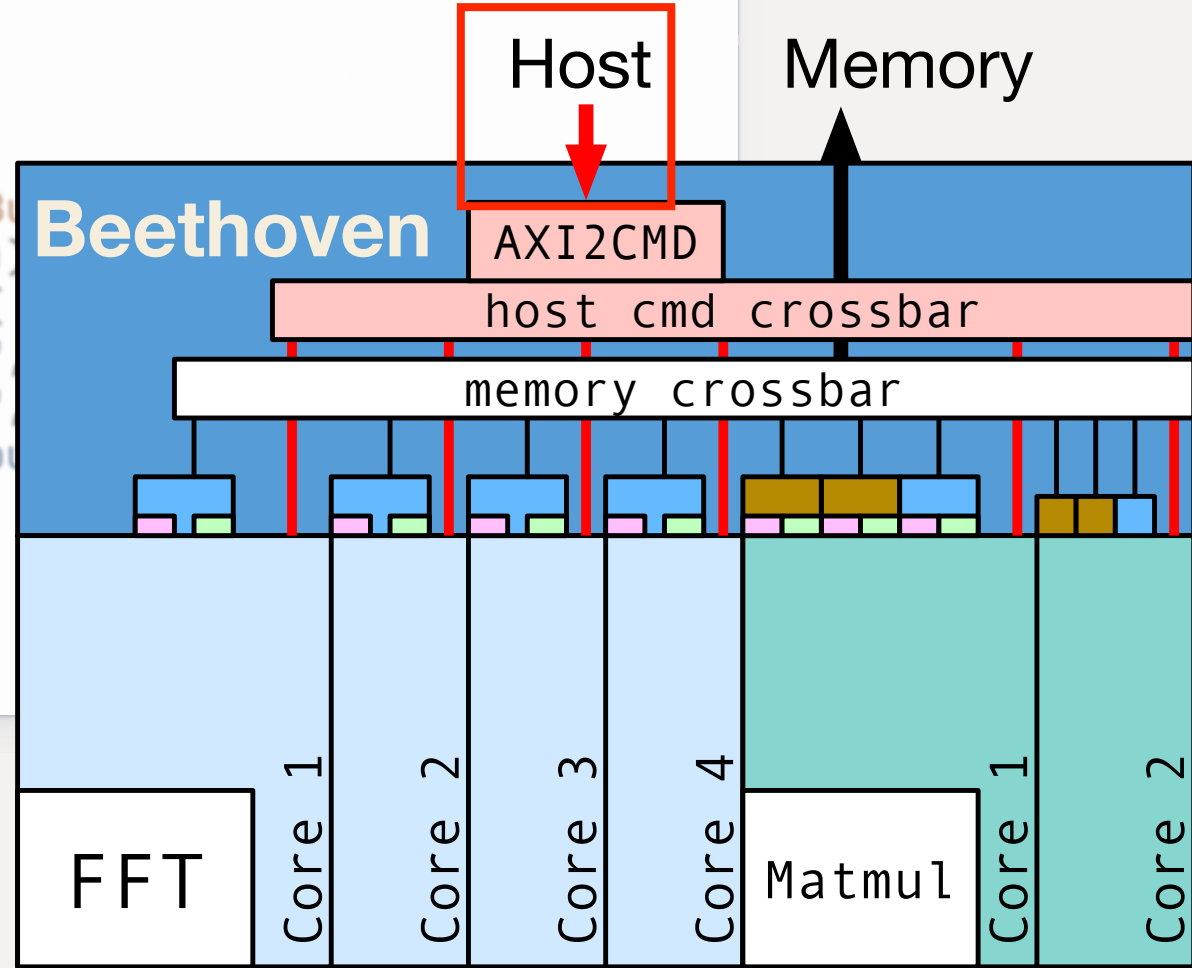 Host
Memory
Beethoven
AXI2CMD
host cmd crossbar
memory crossbar
FFT
Core 1
Core 2
Core 3
Core 4
Matmul
Core 1
Core 2